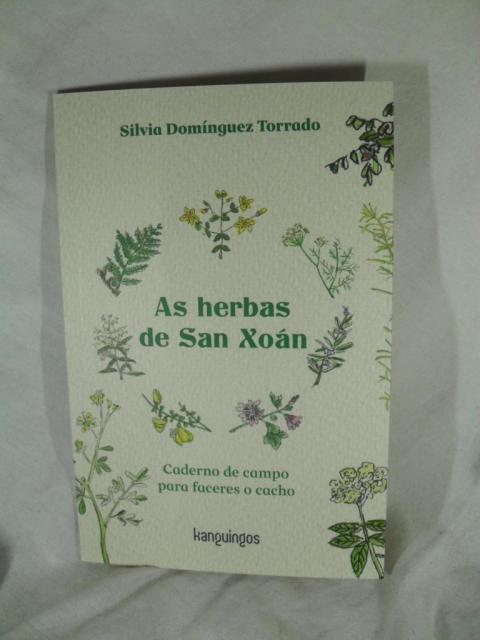 Silvia Domínguez Torrado
As herbas
de San Xoán
Caderno de campo
para faceres o cacho
kanguingos